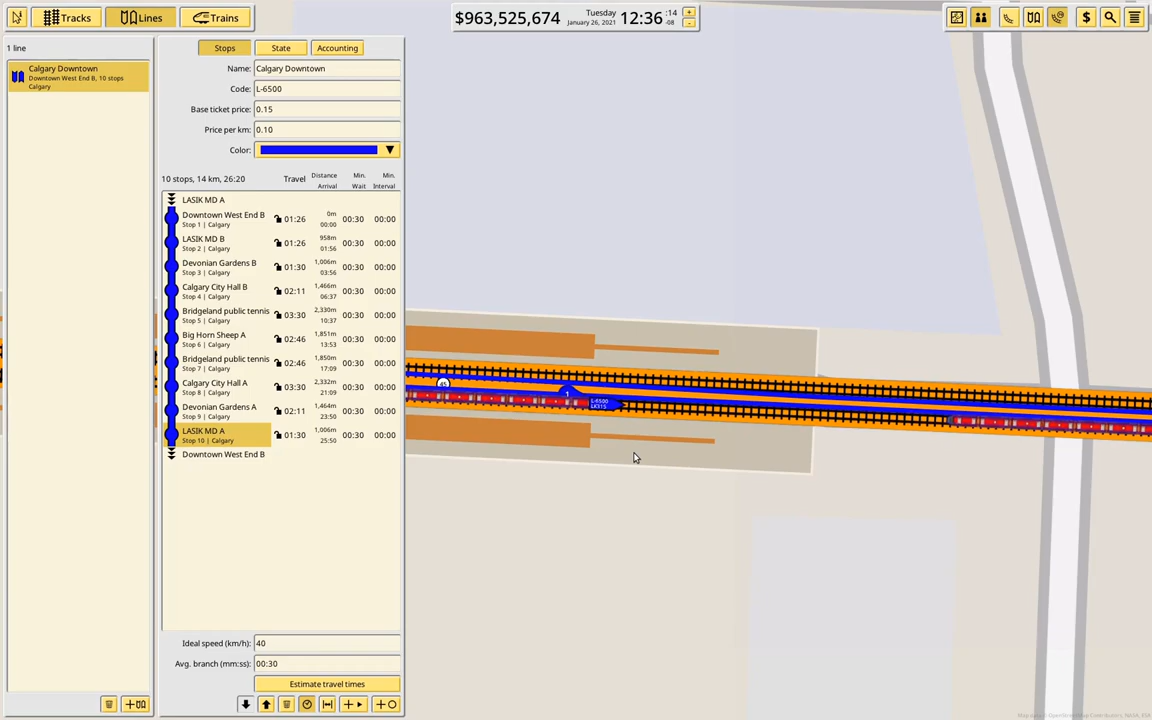 Tracks
Lines
Trains
$963,525,674
Tuesday
January 26, 2021
12:36
:14
-08
+
-
$
1 line
Calgary Downtown
Downtown West End B, 10 stops
Calgary
Stops
State
Accounting
Name:
Calgary Downtown
Code:
L-6500
Base ticket price:
0.15
Price per km:
0.10
Color:
10 stops, 14 km, 26:20
Travel
Distance
Arrival
Min.
Wait
Min.
Interval
LASIK MD A
Downtown West End B
Stop 1 | Calgary
01:26
0m
00:00
00:30
00:00
LASIK MD B
Stop 2 | Calgary
01:26
958m
01:56
00:30
00:00
Devonian Gardens B
Stop 3 | Calgary
01:30
1,006m
03:56
00:30
00:00
Calgary City Hall B
Stop 4 | Calgary
02:11
1,466m
06:37
00:30
00:00
Bridgeland public tennis
Stop 5 | Calgary
03:30
2,330m
10:37
00:30
00:00
Big Horn Sheep A
Stop 6 | Calgary
02:46
1,851m
13:53
00:30
00:00
Bridgeland public tennis
Stop 7 | Calgary
02:46
1,850m
17:09
00:30
00:00
Calgary City Hall A
Stop 8 | Calgary
03:30
2,332m
21:09
00:30
00:00
Devonian Gardens A
Stop 9 | Calgary
02:11
1,464m
23:50
00:30
00:00
LASIK MD A
Stop 10 | Calgary
01:30
1,006m
25:50
00:30
00:00
Downtown West End B
Ideal speed (km/h):
40
Avg. branch (mm:ss):
00:30
Estimate travel times
45
1
L-6500